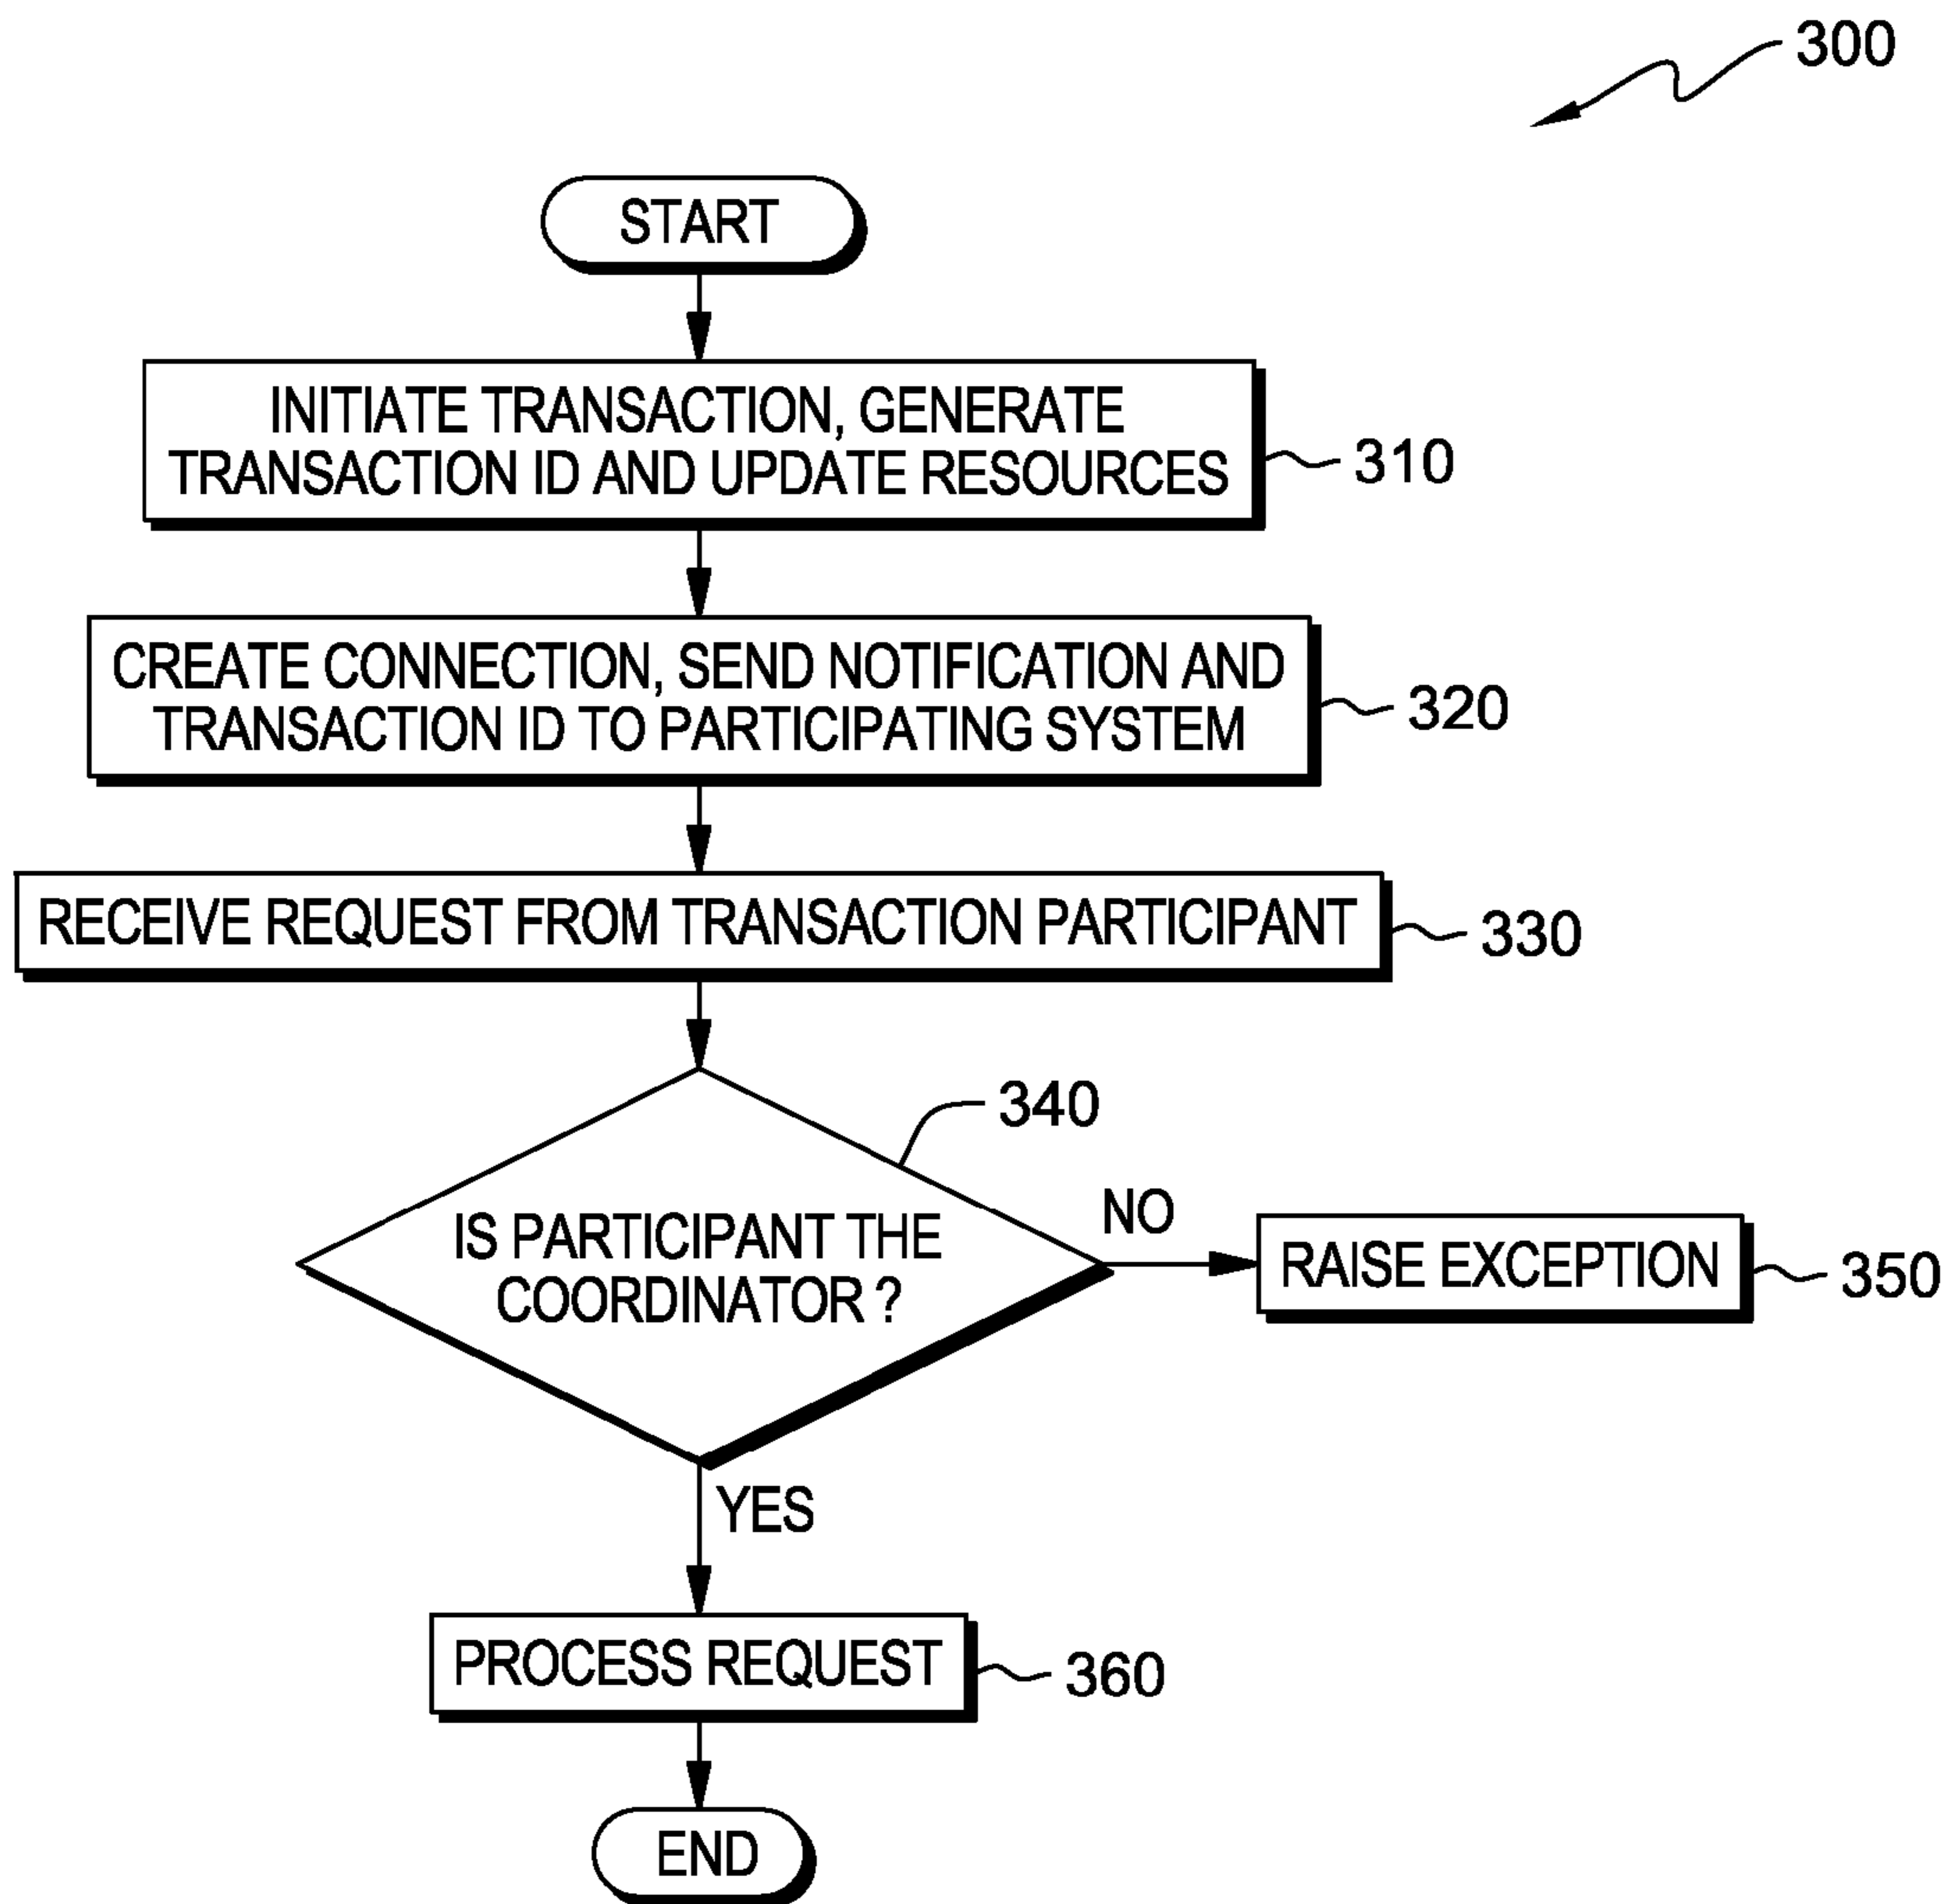 300
START
INITIATE TRANSACTION, GENERATE
TRANSACTION ID AND UPDATE RESOURCES
310
CREATE CONNECTION, SEND NOTIFICATION AND
TRANSACTION ID TO PARTICIPATING SYSTEM
320
RECEIVE REQUEST FROM TRANSACTION PARTICIPANT
330
340
IS PARTICIPANT THE
COORDINATOR ?
NO
RAISE EXCEPTION
350
YES
PROCESS REQUEST
360
END